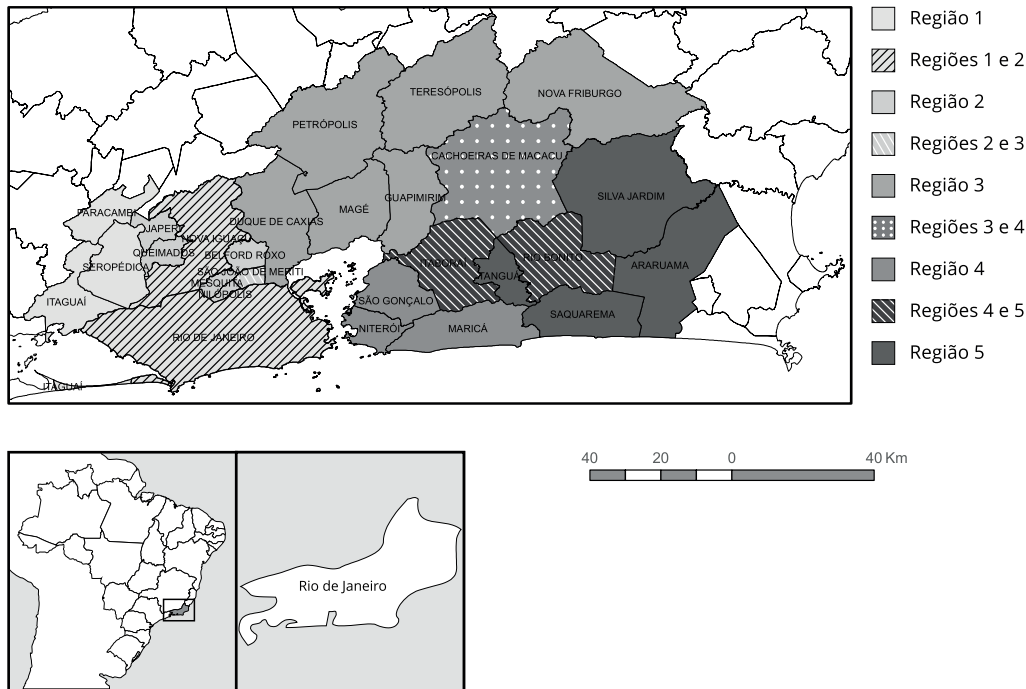 TERESÓPOLIS
NOVA FRIBURGO
PETRÓPOLIS
CACHOEIRAS DE MACACU
SILVA JARDIM
GUAPIMIRIM
MAGÉ
PARACAMBI
DUQUE DE CAXIAS
JAPERI
NOVA IGUAÇU
QUEIMADOS
BELFORD ROXO
SEROPÉDICA
SÃO JOÃO DE MERITI
MESQUITA
NILÓPOLIS
ITABORAÍ
RIO BONITO
TANGUÁ
ARARUAMA
ITAGUAÍ
SÃO GONÇALO
SAQUAREMA
NITERÓI
MARICÁ
RIO DE JANEIRO
ITAGUAÍ
Região 1
Regiões 1 e 2
Região 2
Regiões 2 e 3
Região 3
Regiões 3 e 4
Região 4
Regiões 4 e 5
Região 5
40 20 0 40 Km
Rio de Janeiro